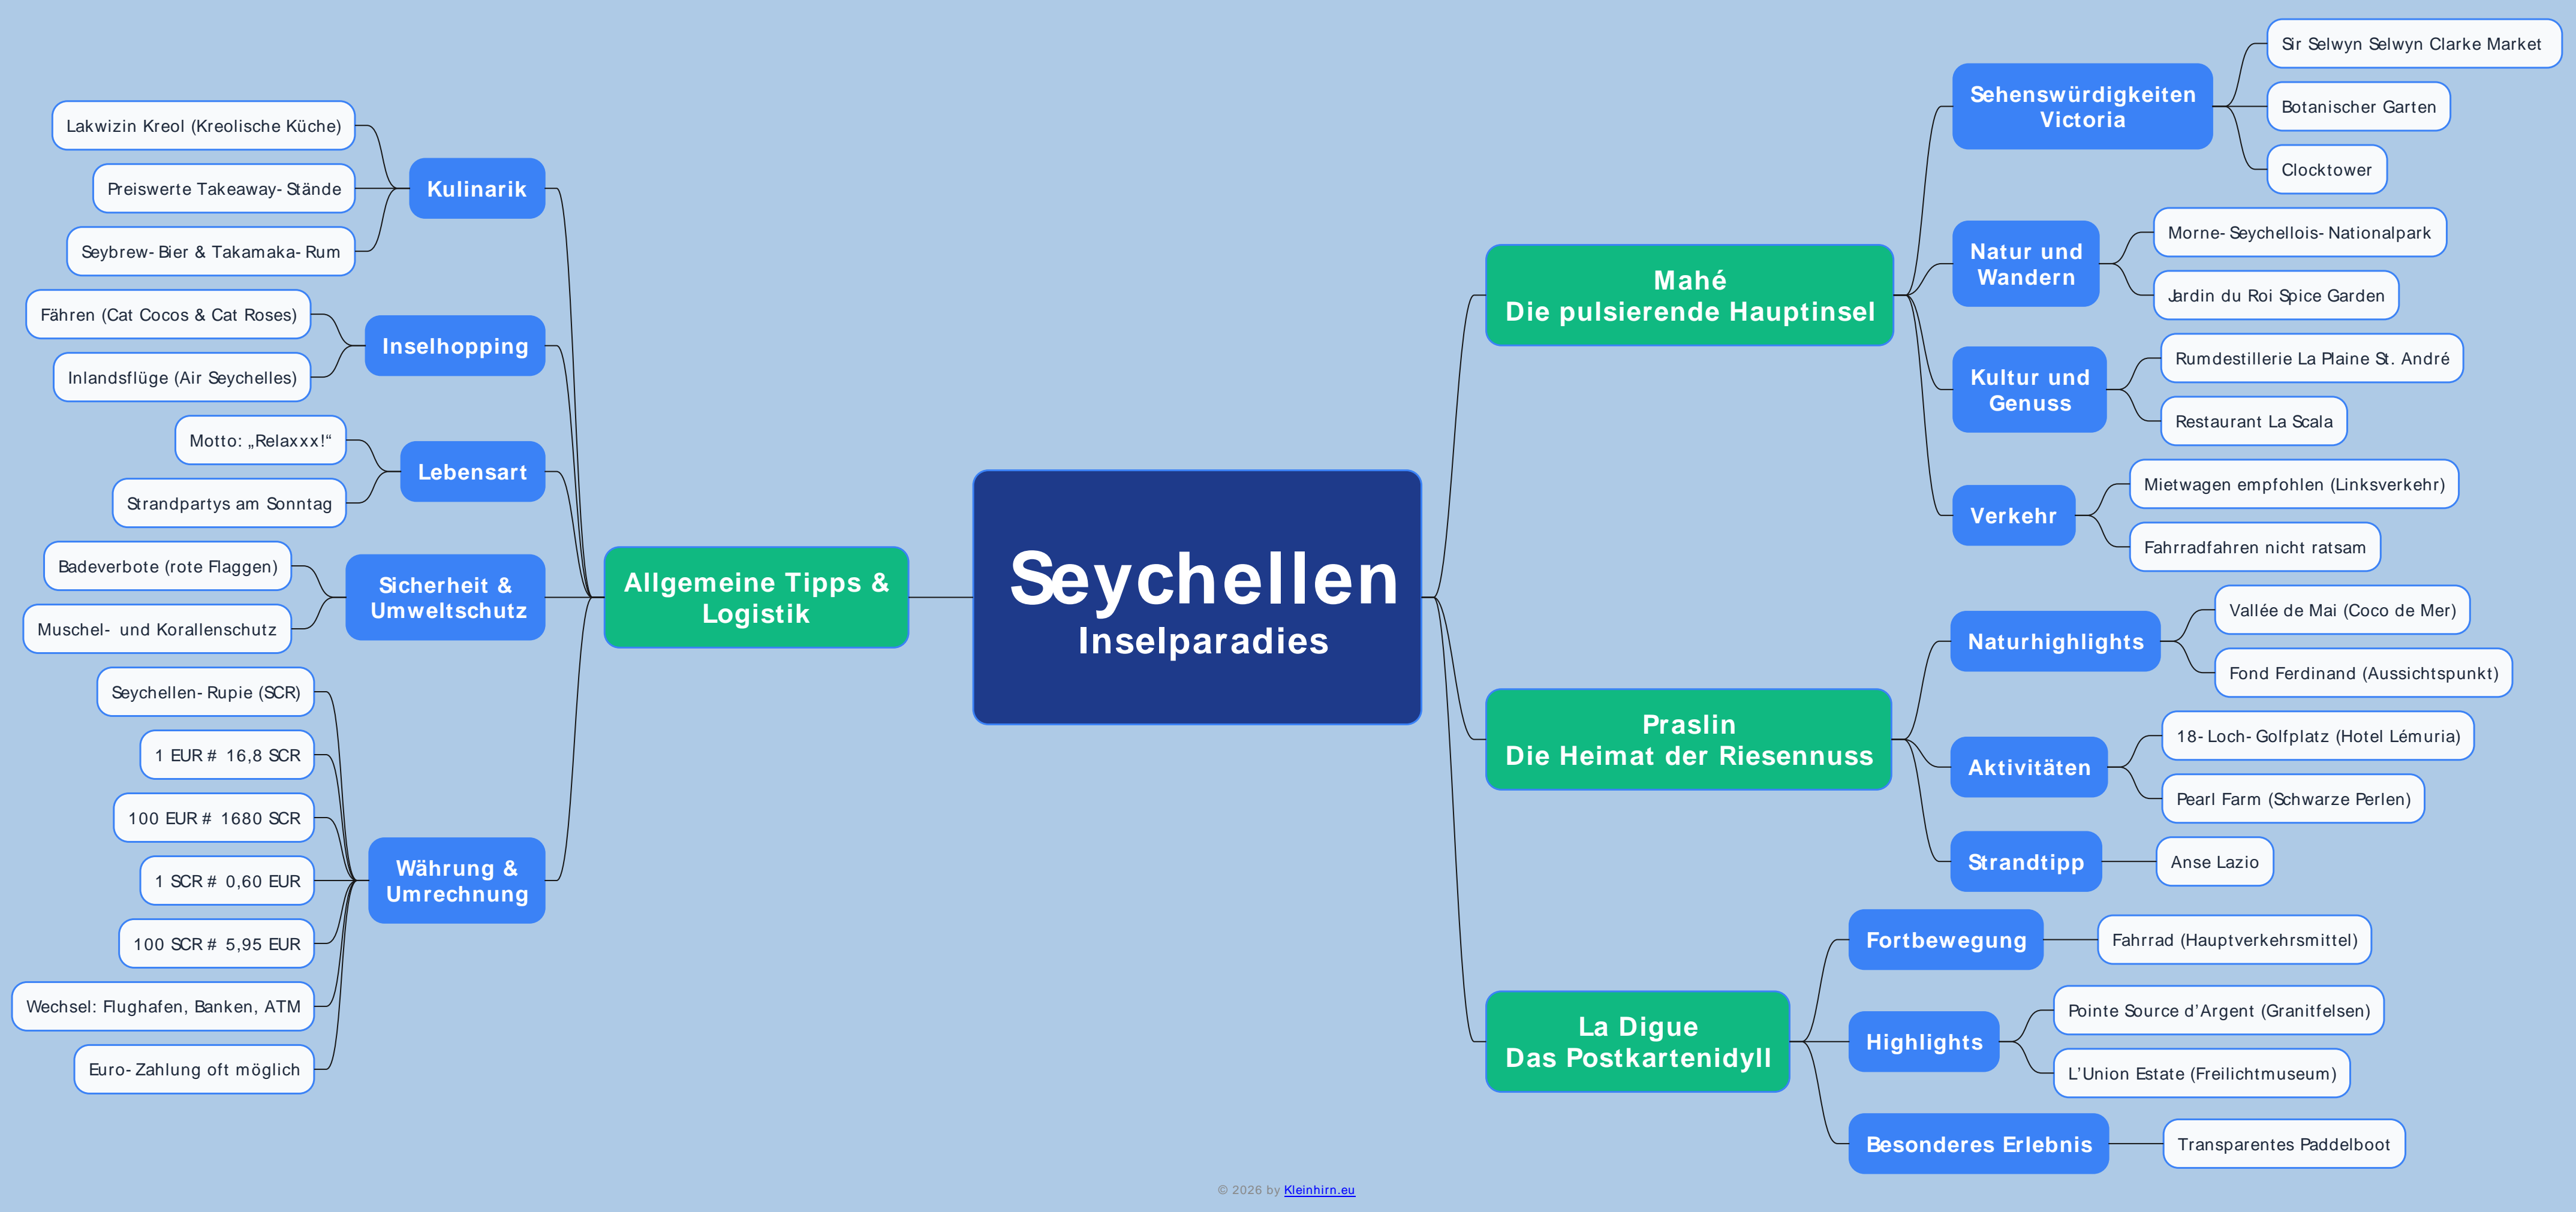 Seychellen
Inselparadies
Mahé
Die pulsierende Hauptinsel
Sehenswürdigkeiten
Victoria
Sir Selwyn Selwyn Clarke Market
Botanischer Garten
Clocktower
Natur und
Wandern
Morne-Seychellois-Nationalpark
Jardin du Roi Spice Garden
Kultur und
Genuss
Rumdestillerie La Plaine St. André
Restaurant La Scala
Verkehr
Mietwagen empfohlen (Linksverkehr)
Fahrradfahren nicht ratsam
Praslin
Die Heimat der Riesennuss
Naturhighlights
Vallée de Mai (Coco de Mer)
Fond Ferdinand (Aussichtspunkt)
Aktivitäten
18-Loch-Golfplatz (Hotel Lémuria)
Pearl Farm (Schwarze Perlen)
Strandtipp
Anse Lazio
La Digue
Das Postkartenidyll
Fortbewegung
Fahrrad (Hauptverkehrsmittel)
Highlights
Pointe Source d’Argent (Granitfelsen)
L’Union Estate (Freilichtmuseum)
Besonderes Erlebnis
Transparentes Paddelboot
Allgemeine Tipps &
Logistik
Kulinarik
Lakwizin Kreol (Kreolische Küche)
Preiswerte Takeaway-Stände
Seybrew-Bier & Takamaka-Rum
Inselhopping
Fähren (Cat Cocos & Cat Roses)
Inlandsflüge (Air Seychelles)
Lebensart
Motto: „Relaxxx!“
Strandpartys am Sonntag
Sicherheit &
Umweltschutz
Badeverbote (rote Flaggen)
Muschel- und Korallenschutz
Währung &
Umrechnung
Seychellen-Rupie (SCR)
1 EUR # 16,8 SCR
100 EUR # 1680 SCR
1 SCR # 0,60 EUR
100 SCR # 5,95 EUR
Wechsel: Flughafen, Banken, ATM
Euro-Zahlung oft möglich
© 2026 by Kleinhirn.eu